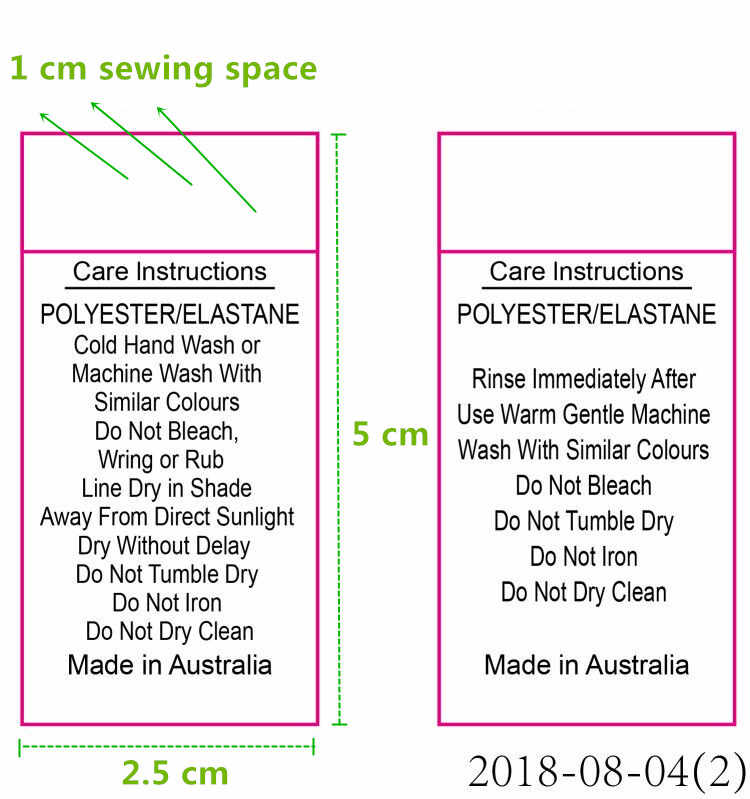 1 cm sewing space
Care Instructions
POLYESTER/ELASTANE
Cold Hand Wash or
Machine Wash With
Similar Colours
Do Not Bleach,
Wring or Rub
Line Dry in Shade
Away From Direct Sunlight
Dry Without Delay
Do Not Tumble Dry
Do Not Iron
Do Not Dry Clean
Made in Australia
5 cm
2.5 cm
Care Instructions
POLYESTER/ELASTANE
Rinse Immediately After
Use Warm Gentle Machine
Wash With Similar Colours
Do Not Bleach
Do Not Tumble Dry
Do Not Iron
Do Not Dry Clean
Made in Australia
2018-08-04(2)